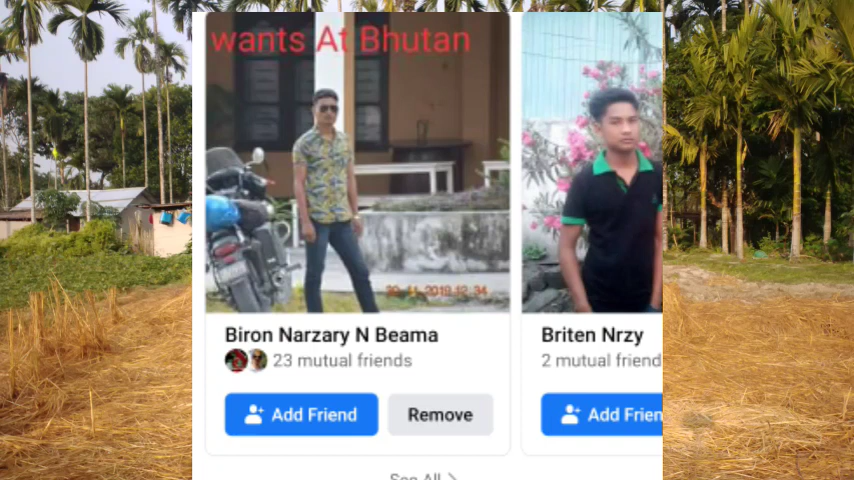 wants At Bhutan
30 11 2019 12 34
Biron Narzary N Beama
23 mutual friends
Add Friend
Remove
Briten Nrzy
2 mutual friend
Add Frien
See All